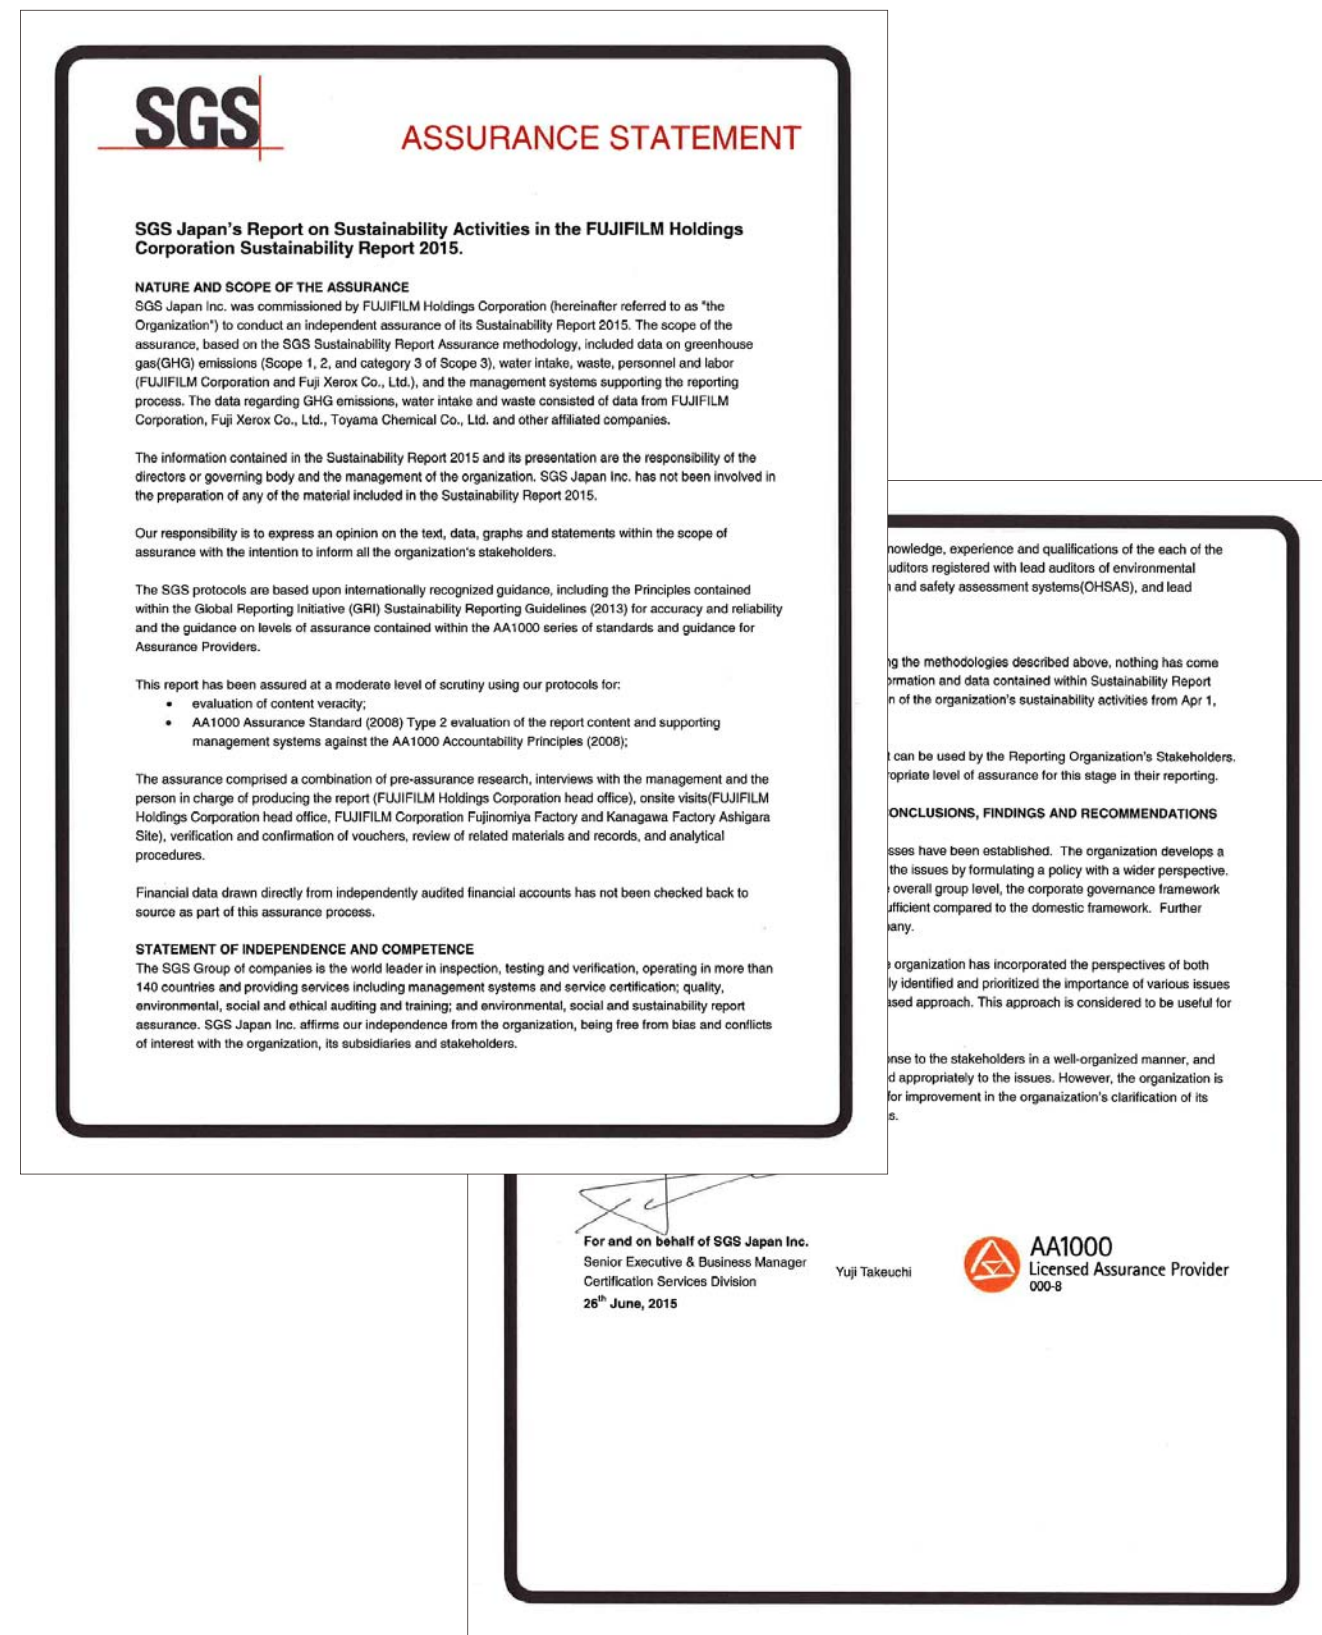 SGS
ASSURANCE STATEMENT
SGS Japan's Report on Sustainability Activities in the FUJIFILM Holdings
Corporation Sustainability Report 2015.
NATURE AND SCOPE OF THE ASSURANCE
SGS Japan Inc. was commissioned by FUJIFILM Holdings Corporation (hereinafter referred to as "the
Organization") to conduct an independent assurance of its Sustainability Report 2015. The scope of the
assurance, based on the SGS Sustainability Report Assurance methodology, included data on greenhouse
gas(GHG) emissions (Scope 1, 2, and category 3 of Scope 3), water intake, waste, personnel and labor
(FUJIFILM Corporation and Fuji Xerox Co., Ltd.), and the management systems supporting the reporting
process. The data regarding GHG emissions, water intake and waste consisted of data from FUJIFILM
Corporation, Fuji Xerox Co., Ltd., Toyama Chemical Co., Ltd. and other affiliated companies.
The information contained in the Sustainability Report 2015 and its presentation are the responsibility of the
directors or governing body and the management of the organization. SGS Japan Inc. has not been involved in
the preparation of any of the material included in the Sustainability Report 2015.
Our responsibility is to express an opinion on the text, data, graphs and statements within the scope of
assurance with the intention to inform all the organization's stakeholders.
The SGS protocols are based upon internationally recognized guidance, including the Principles contained
within the Global Reporting Initiative (GRI) Sustainability Reporting Guidelines (2013) for accuracy and reliability
and the guidance on levels of assurance contained within the AA1000 series of standards and guidance for
Assurance Providers.
This report has been assured at a moderate level of scrutiny using our protocols for:
• evaluation of content veracity;
• AA1000 Assurance Standard (2008) Type 2 evaluation of the report content and supporting
management systems against the AA1000 Accountability Principles (2008);
The assurance comprised a combination of pre-assurance research, interviews with the management and the
person in charge of producing the report (FUJIFILM Holdings Corporation head office), onsite visits(FUJIFILM
Holdings Corporation head office, FUJIFILM Corporation Fujinomiya Factory and Kanagawa Factory Ashigara
Site), verification and confirmation of vouchers, review of related materials and records, and analytical
procedures.
Financial data drawn directly from independently audited financial accounts has not been checked back to
source as part of this assurance process.
STATEMENT OF INDEPENDENCE AND COMPETENCE
The SGS Group of companies is the world leader in inspection, testing and verification, operating in more than
140 countries and providing services including management systems and service certification; quality,
environmental, social and ethical auditing and training; and environmental, social and sustainability report
assurance. SGS Japan Inc. affirms our independence from the organization, being free from bias and conflicts
of interest with the organization, its subsidiaries and stakeholders.
nowledge, experience and qualifications of the each of the
uditors registered with lead auditors of environmental
and safety assessment systems(OHSAS), and lead
g the methodologies described above, nothing has come
rmation and data contained within Sustainability Report
n of the organization's sustainability activities from Apr 1,
can be used by the Reporting Organization's Stakeholders.
opriate level of assurance for this stage in their reporting.
ONCLUSIONS, FINDINGS AND RECOMMENDATIONS
sses have been established. The organization develops a
the issues by formulating a policy with a wider perspective.
overall group level, the corporate governance framework
ufficient compared to the domestic framework. Further
any.
organization has incorporated the perspectives of both
ly identified and prioritized the importance of various issues
ased approach. This approach is considered to be useful for
nse to the stakeholders in a well-organized manner, and
d appropriately to the issues. However, the organization is
for improvement in the organaization's clarification of its
s.
For and on behalf of SGS Japan Inc.
Senior Executive & Business Manager
Certification Services Division
Yuji Takeuchi
26th June, 2015
AA1000
Licensed Assurance Provider
000-8